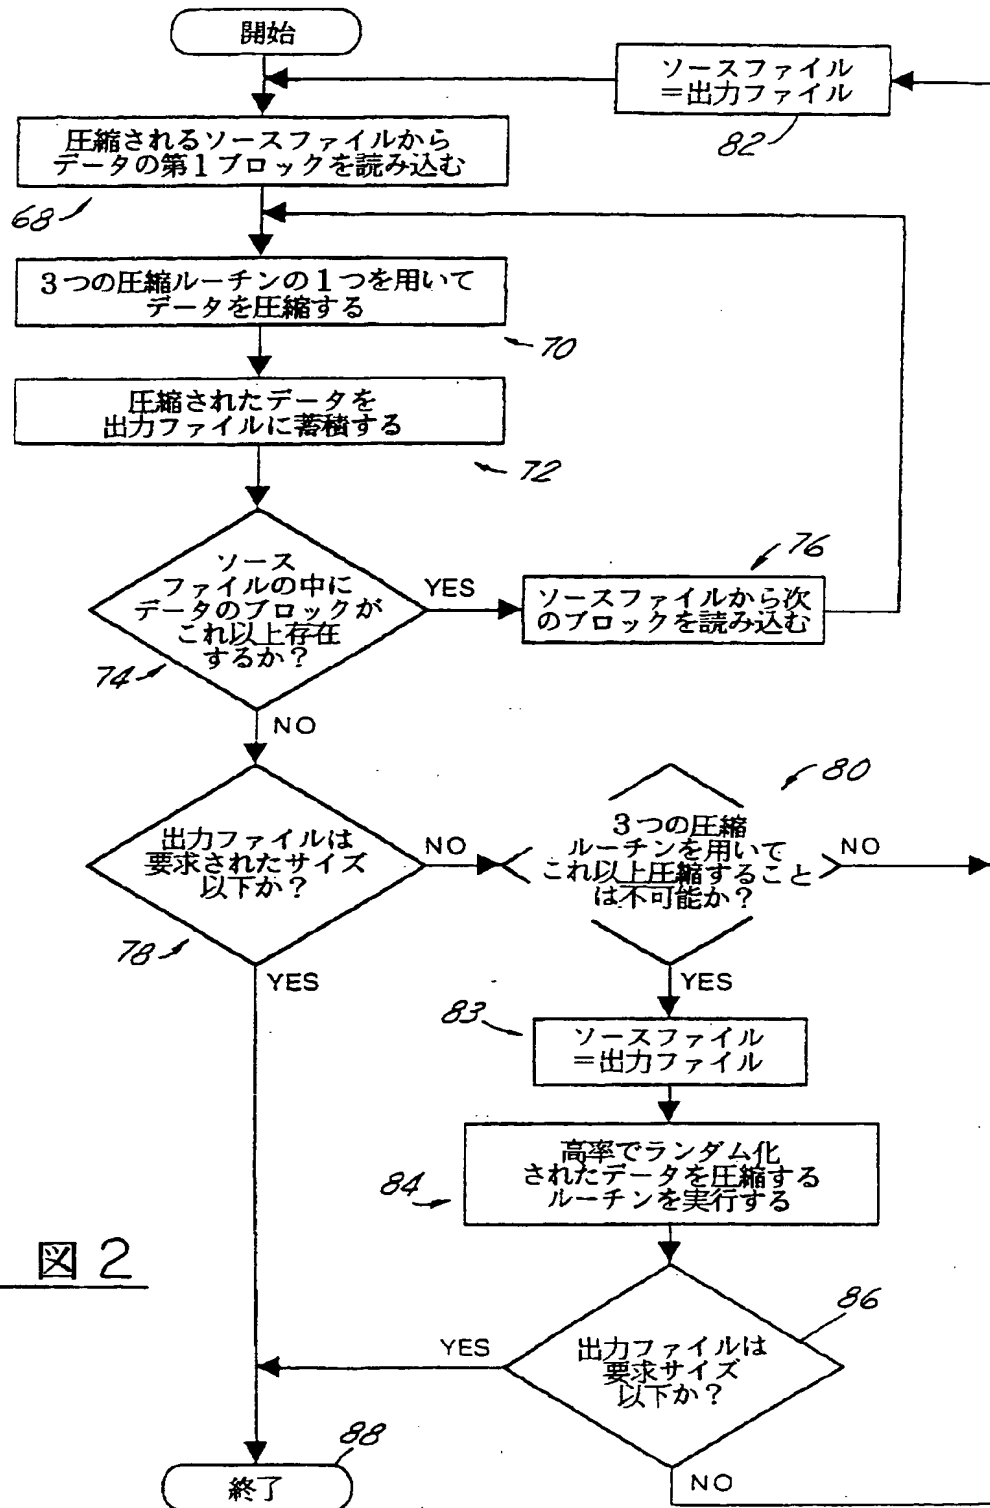 開始
ソースファイル
＝出力ファイル
82
圧縮されるソースファイルから
データの第１ブロックを読み込む
68
３つの圧縮ルーチンの１つを用いて
データを圧縮する
70
圧縮されたデータを
出力ファイルに蓄積する
72
ソース
ファイルの中に
データのブロックが
これ以上存在
するか？
74
YES
76
ソースファイルから次
のブロックを読み込む
NO
出力ファイルは
要求されたサイズ
以下か？
78
NO
80
３つの圧縮
ルーチンを用いて
これ以上圧縮すること
は不可能か？
NO
YES
YES
83
ソースファイル
＝出力ファイル
高率でランダム化
されたデータを圧縮する
ルーチンを実行する
84
図2
86
出力ファイルは
要求サイズ
以下か？
YES
NO
88
終了